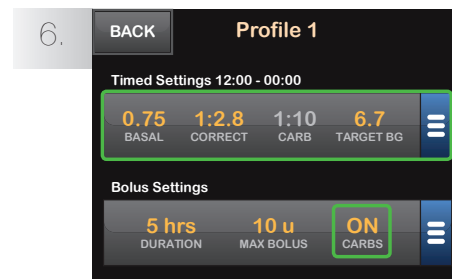 6.
BACK Profile 1
Timed Settings 12:00 - 00:00
0.75 1:2.8 1:10 6.7
BASAL CORRECT CARB TARGET BG
Bolus Settings
5 hrs 10 u ON
DURATION MAX BOLUS CARBS